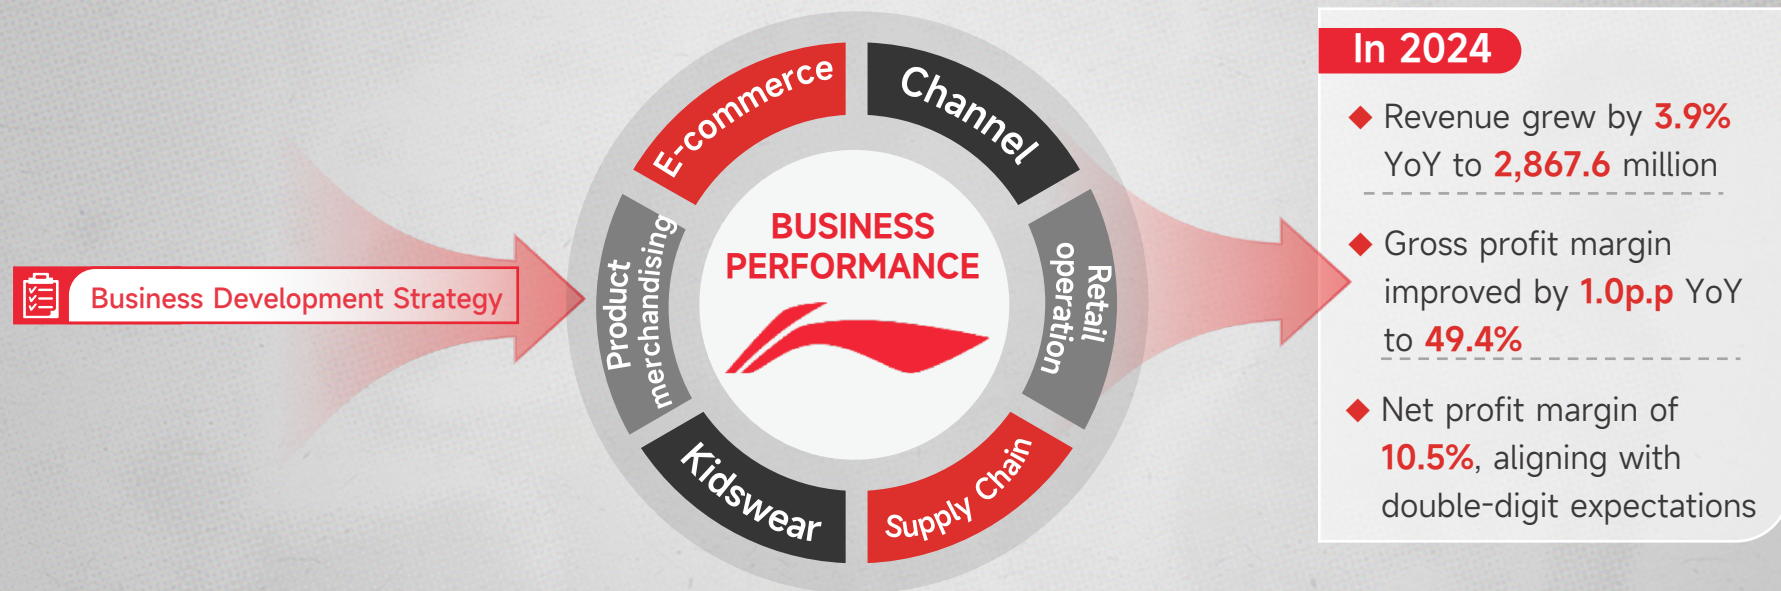 Business Development Strategy
E-commerce
Channel
Product
merchandising
BUSINESS
PERFORMANCE
Retail
operation
Kidswear
Supply Chain
In 2024
Revenue grew by 3.9%
YoY to 2,867.6 million
Gross profit margin
improved by 1.0p.p YoY
to 49.4%
Net profit margin of
10.5%, aligning with
double-digit expectations